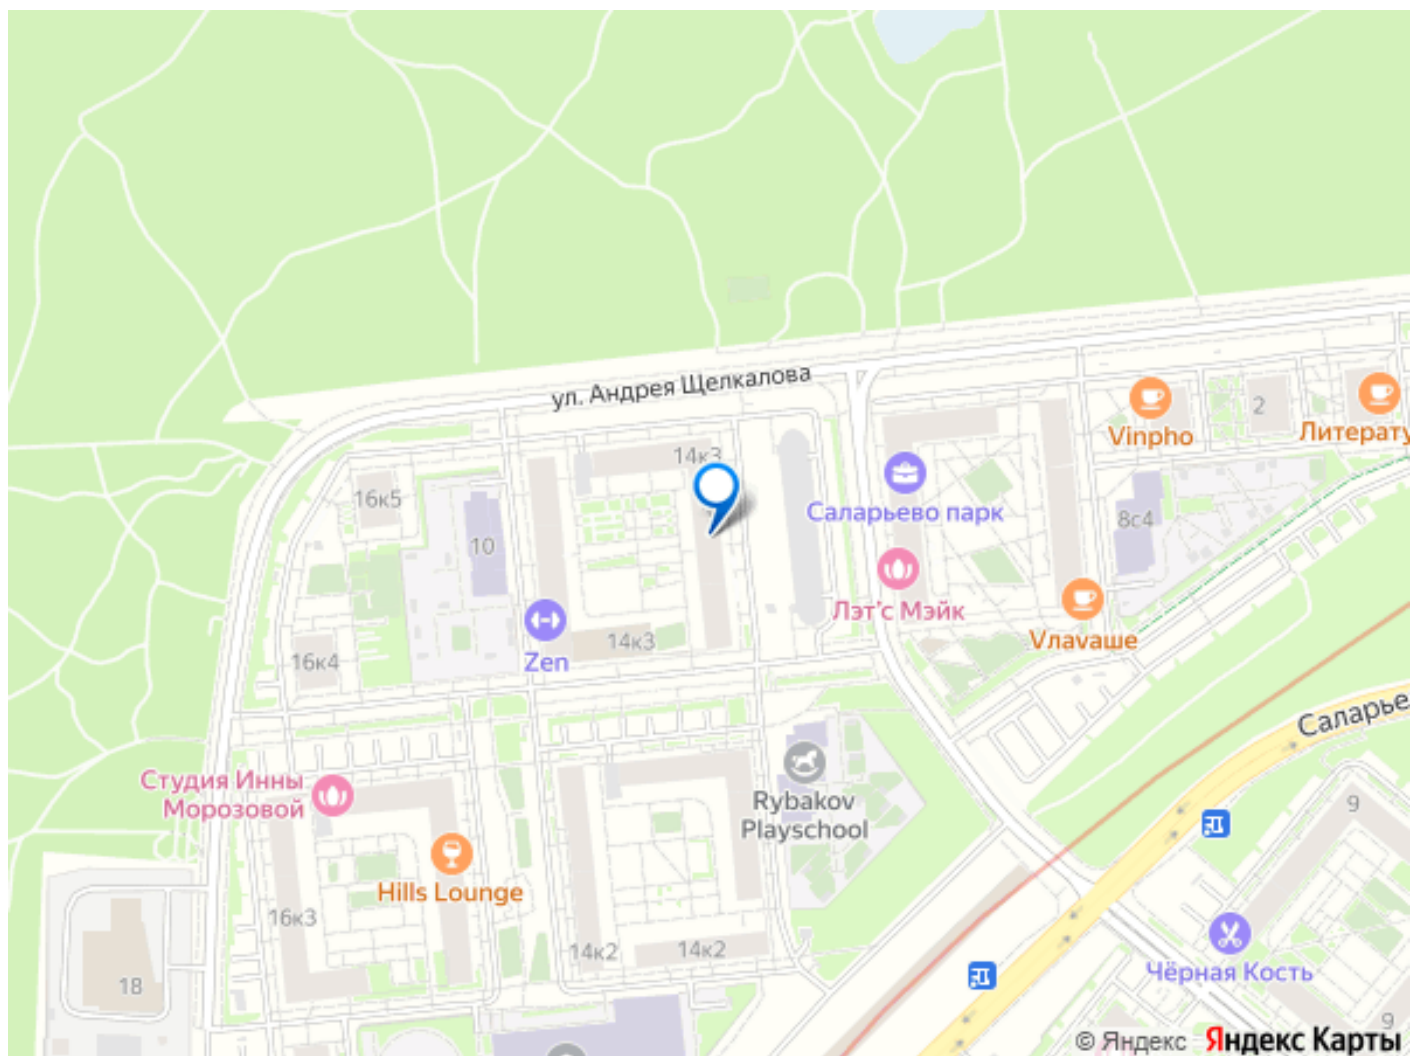 ул. Андрея Щелкалова
Vinpho
2
Литерату
14к3
16к5
Саларьево парк
8с4
10
Лэт'с Мэйк
Vлаvаше
14к3
Zen
16к4
Саларье
Студия Инны
Морозовой
Rybakov
Playschool
9
Hills Lounge
16к3
14к2
14к2
Чёрная Кость
18
9
© Яндекс Яндекс Карты